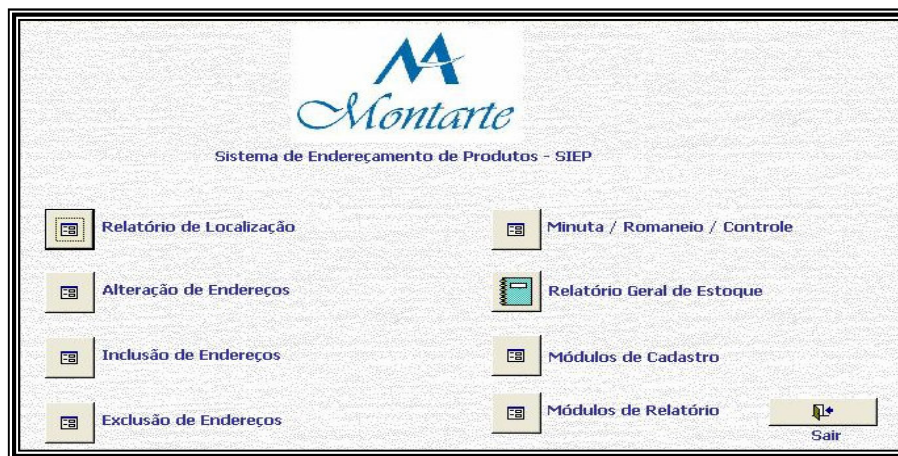 Montarte
Sistema de Endereçamento de Produtos - SIEP
Relatório de Localização
Alteração de Endereços
Inclusão de Endereços
Exclusão de Endereços
Minuta / Romaneio / Controle
Relatório Geral de Estoque
Módulos de Cadastro
Módulos de Relatório
Sair